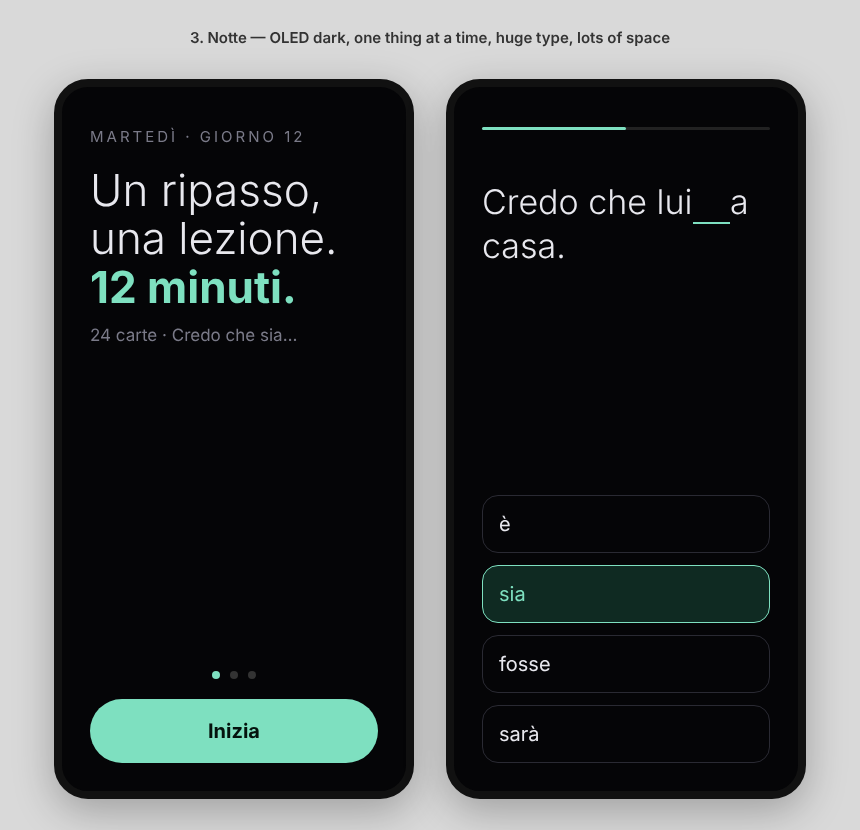 3. Notte — OLED dark, one thing at a time, huge type, lots of space
MARTEDÌ · GIORNO 12
Un ripasso,
una lezione.
12 minuti.
24 carte · Credo che sia…
Inizia
Credo che lui __ a
casa.
è
sia
fosse
sarà